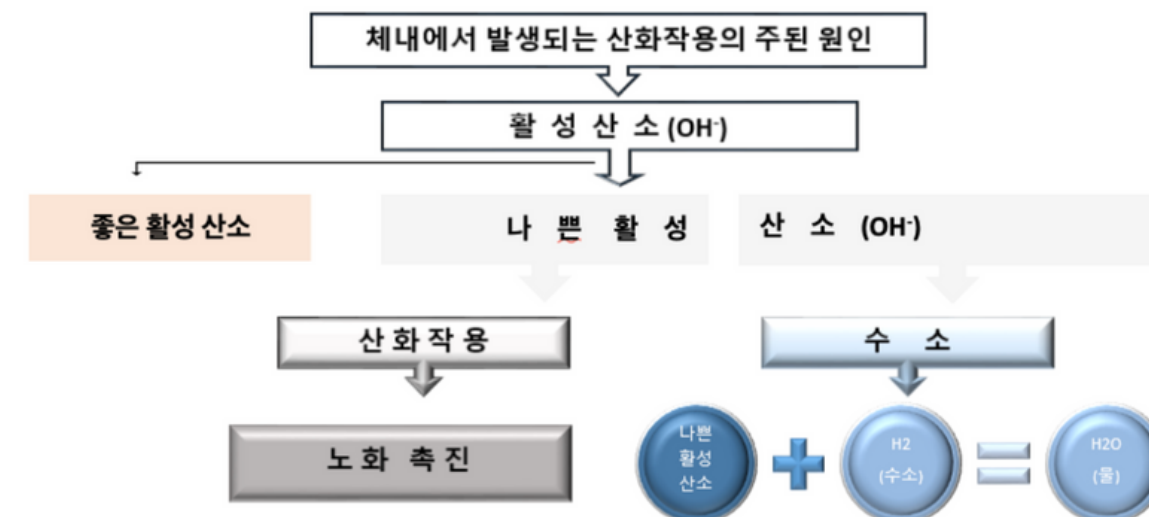 체내에서 발생되는 산화작용의 주된 원인
활 성 산 소 (OH-)
좋은 활성 산소
나 쁜 활 성 산 소 (OH-)
산 화 작 용
수 소
노 화 촉 진
나쁜
활성
산소
H2
(수소)
H2O
(물)